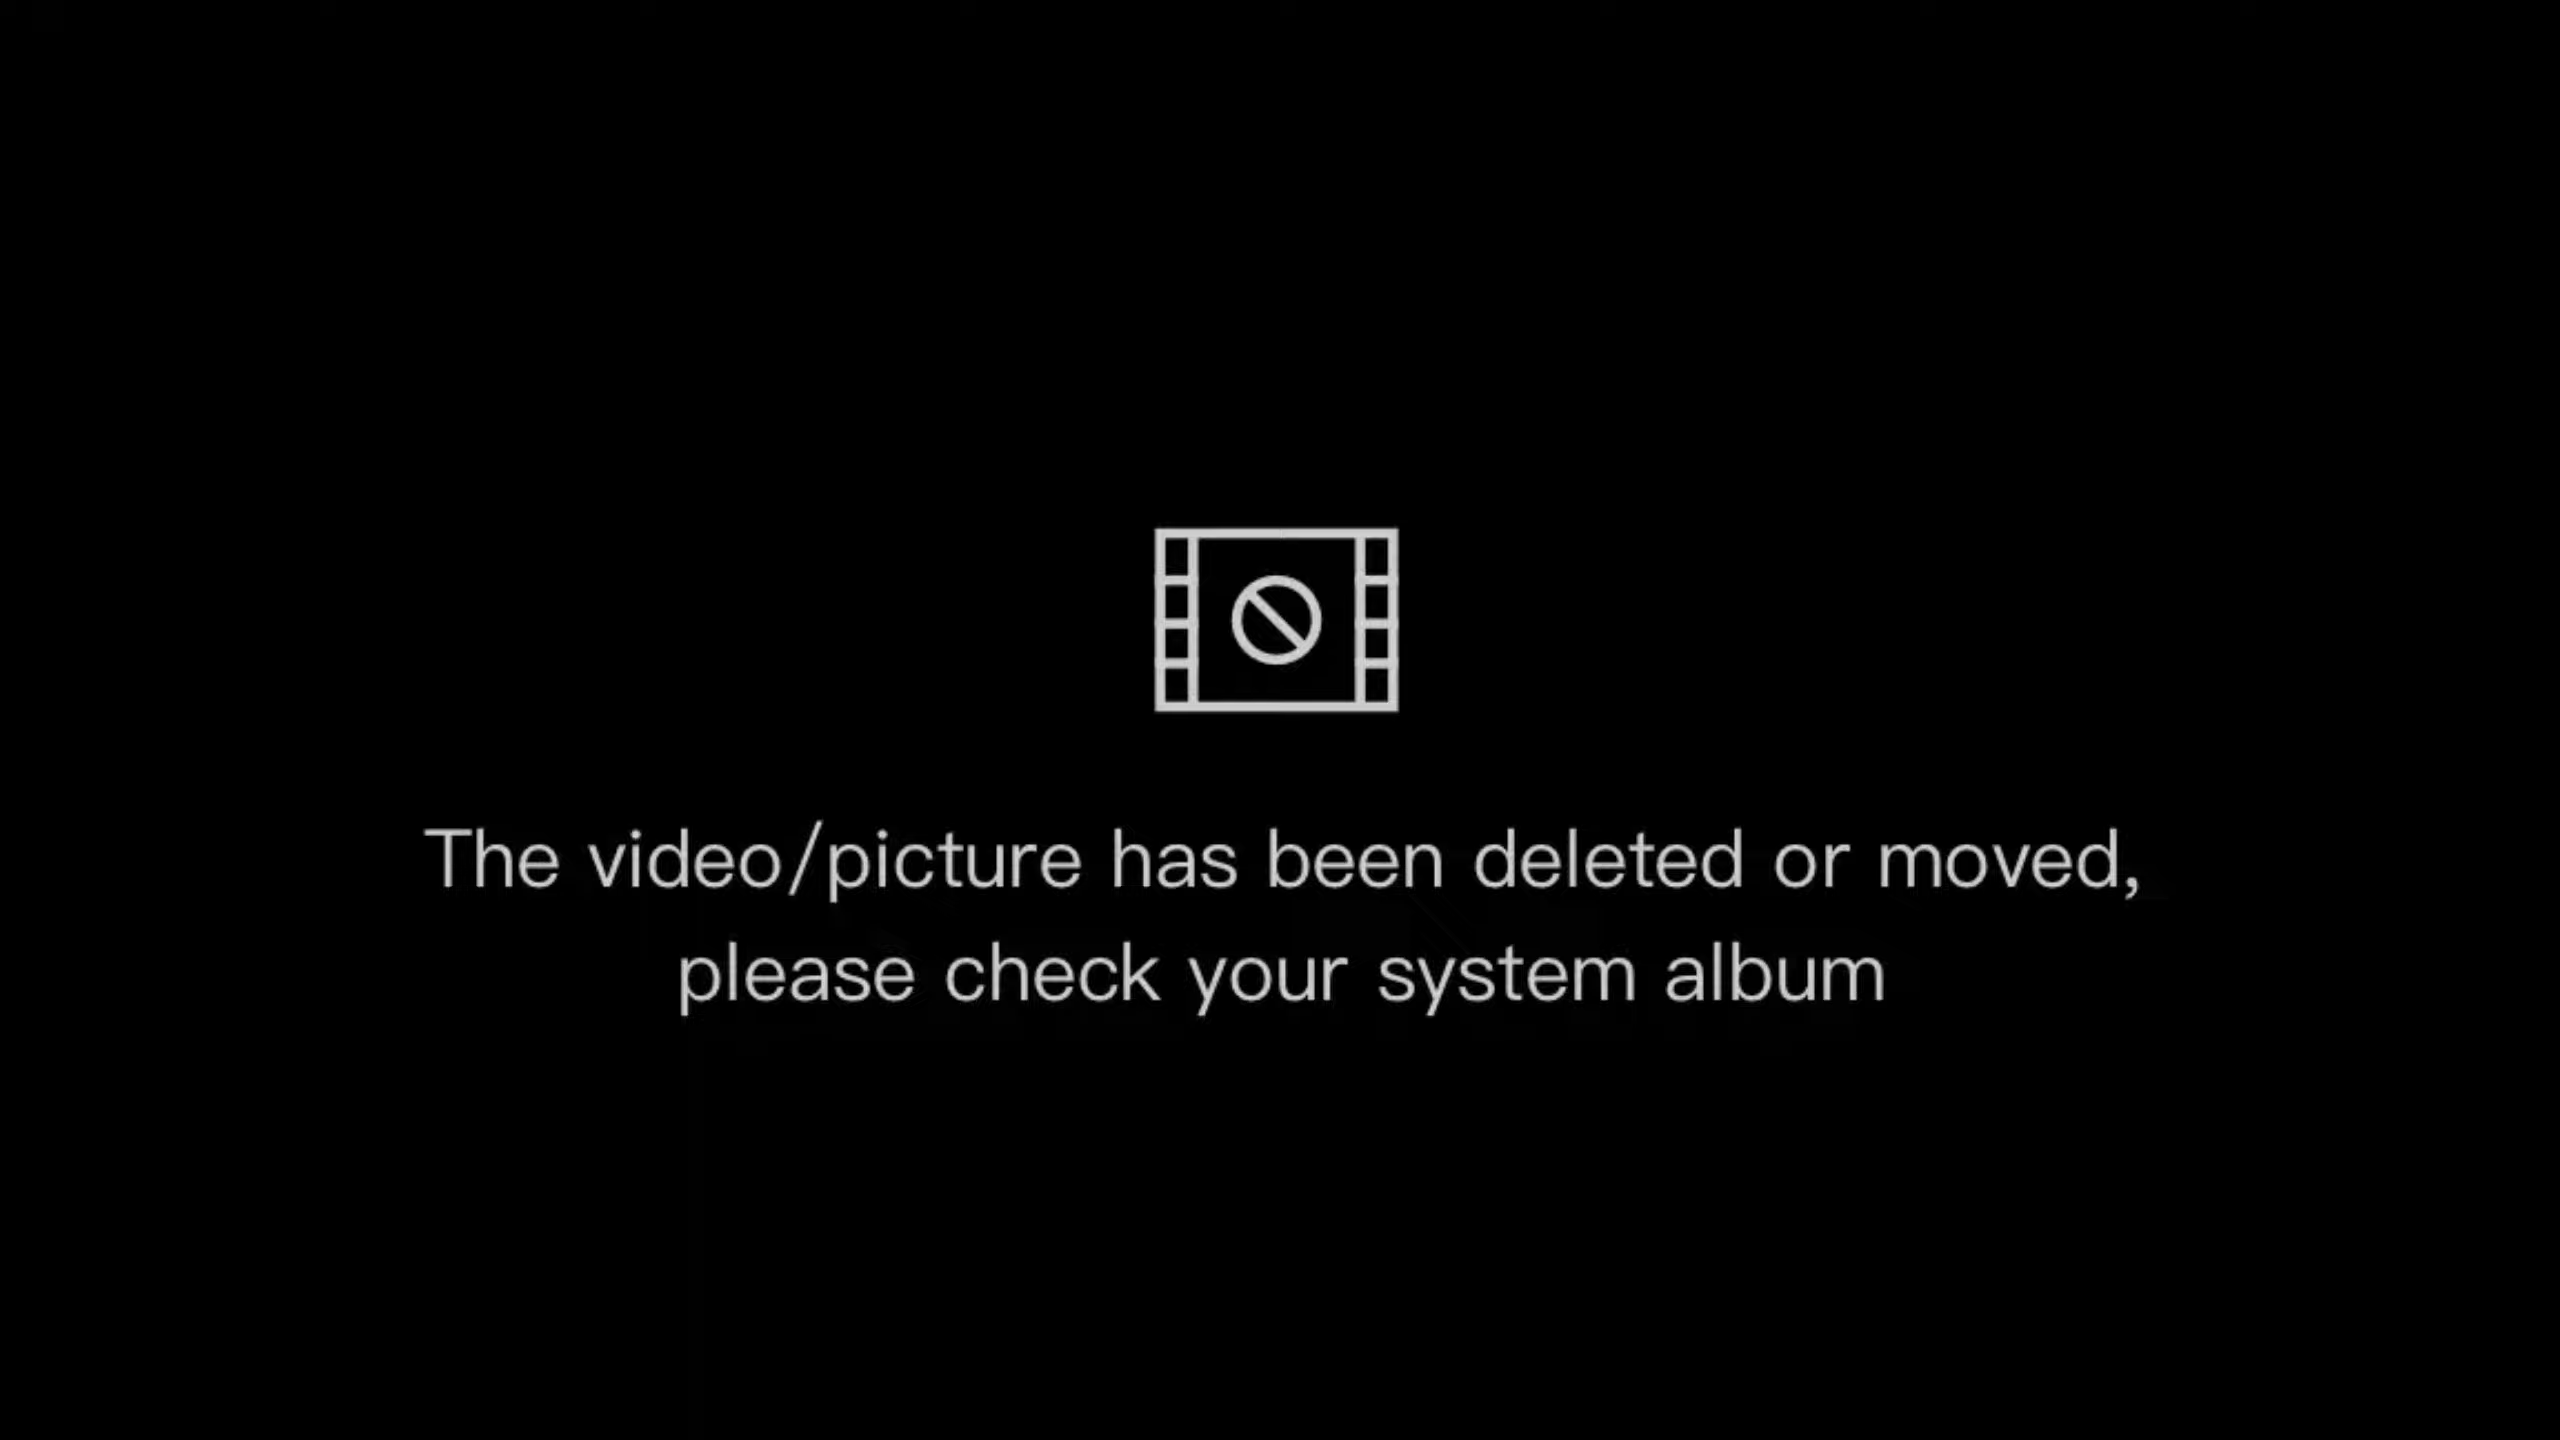 The video/picture has been deleted or moved,
please check your system album